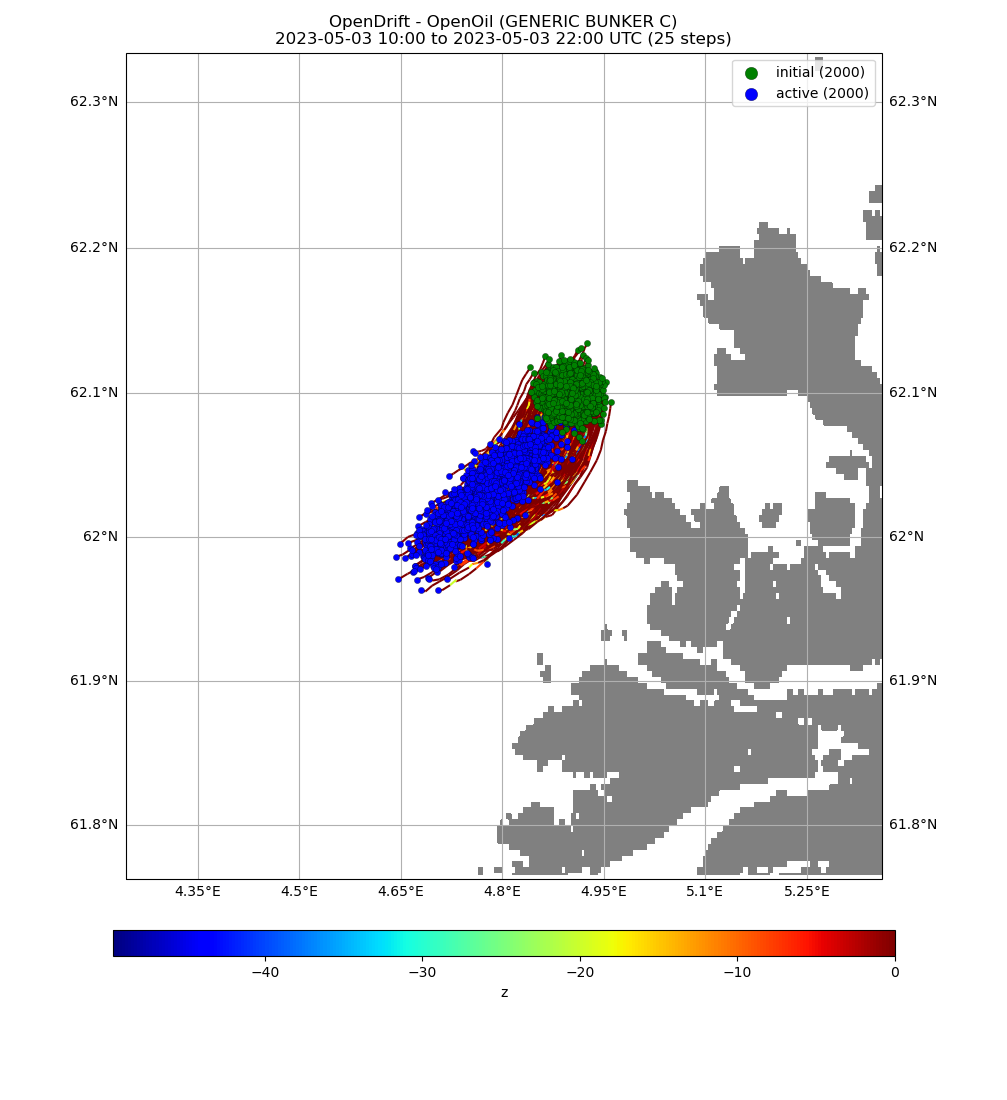 OpenDrift - OpenOil (GENERIC BUNKER C)
2023-05-03 10:00 to 2023-05-03 22:00 UTC (25 steps)
initial (2000)
active (2000)
62.3°N 62.3°N
62.2°N 62.2°N
62.1°N 62.1°N
62°N 62°N
61.9°N 61.9°N
61.8°N 61.8°N
4.35°E 4.5°E 4.65°E 4.8°E 4.95°E 5.1°E 5.25°E
−40 −30 −20 −10 0
z